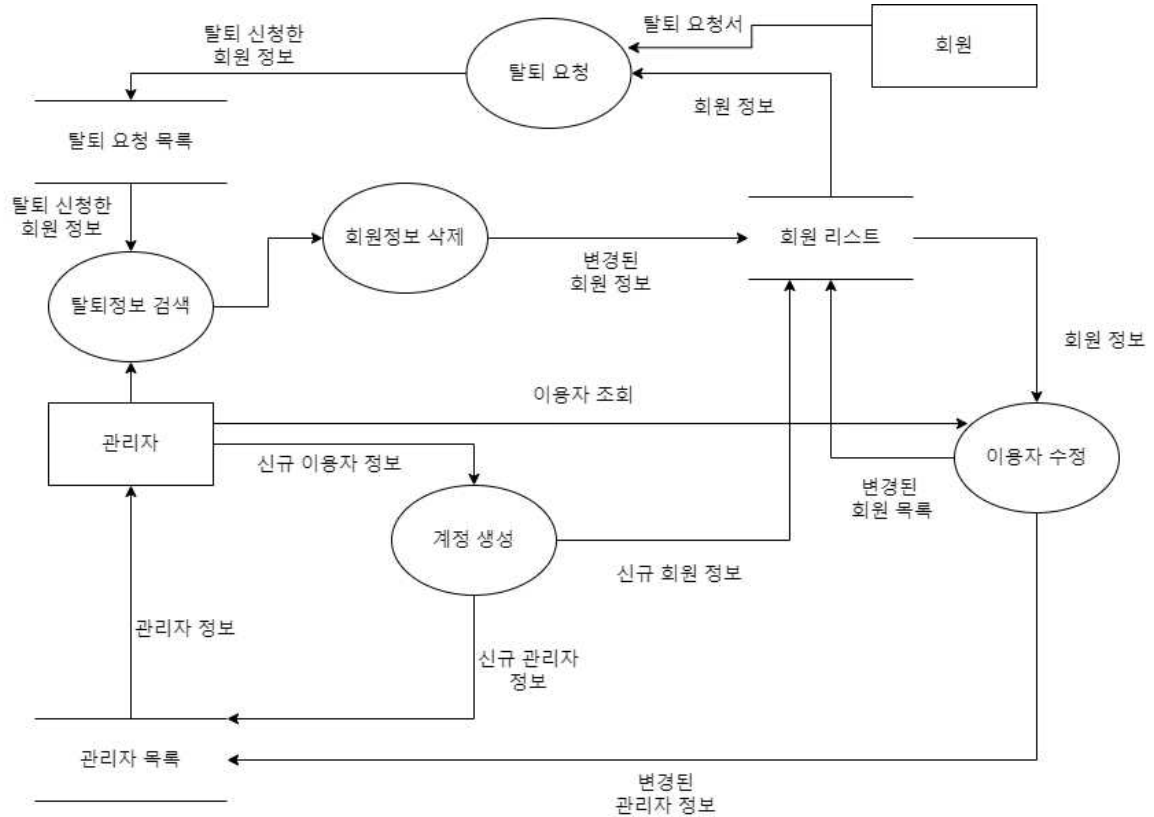 탈퇴 신청한
회원 정보
탈퇴 요청서
회원
탈퇴 요청
회원 정보
탈퇴 요청 목록
탈퇴 신청한
회원 정보
회원정보 삭제
변경된
회원 정보
회원 리스트
탈퇴정보 검색
회원 정보
이용자 조회
관리자
신규 이용자 정보
이용자 수정
변경된
회원 목록
계정 생성
신규 회원 정보
관리자 정보
신규 관리자
정보
관리자 목록
변경된
관리자 정보